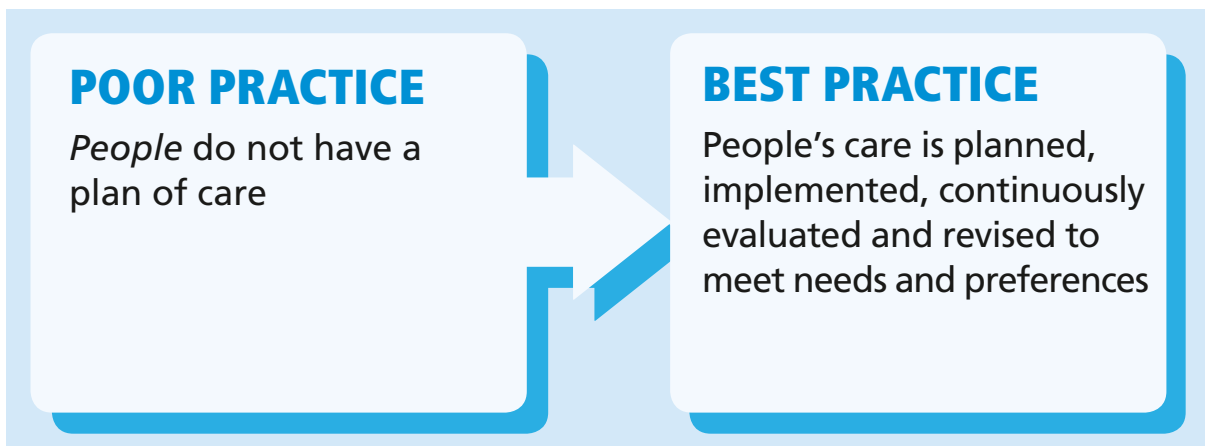 POOR PRACTICE
People do not have a
plan of care
BEST PRACTICE
People’s care is planned,
implemented, continuously
evaluated and revised to
meet needs and preferences